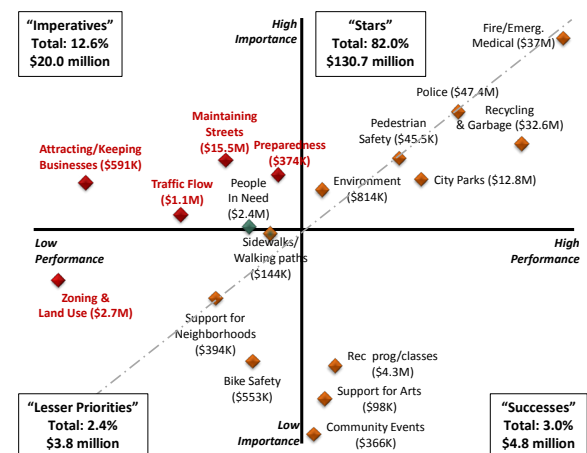 “Imperatives”
Total: 12.6%
$20.0 million
High
Importance
“Stars”
Total: 82.0%
$130.7 million
Fire/Emerg.
Medical ($37M)
Police ($47.4M)
Recycling
& Garbage ($32.6M)
Pedestrian
Safety ($45.5K)
Maintaining
Streets
($15.5M)
Preparedness
($374K)
Attracting/Keeping
Businesses ($591K)
Traffic Flow
($1.1M)
People
In Need
($2.4M)
Environment
$814K
City Parks ($12.8M)
Low
Performance
High
Performance
Sidewalks/
Walking paths
$144K
Zoning &
Land Use ($2.7M)
Support for
Neighborhoods
($394K)
Bike Safety
($553K)
Rec prog/classes
($4.3M)
Support for Arts
($98K)
Community Events
($366K)
“Lesser Priorities”
Total: 2.4%
$3.8 million
Low
Importance
“Successes”
Total: 3.0%
$4.8 million